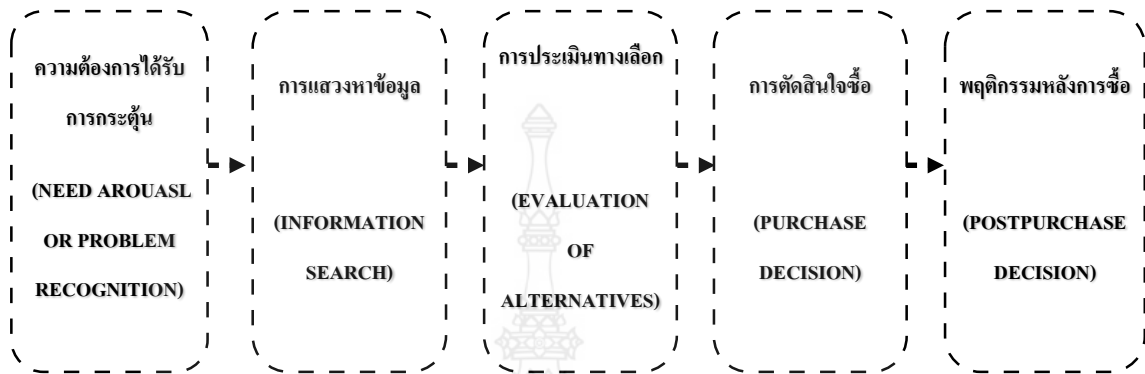 ความต้องการได้รับ
การกระตุ้น
(NEED AROUASL
OR PROBLEM
RECOGNITION)
การแสวงหาข้อมูล
(INFORMATION
SEARCH)
การประเมินทางเลือก
(EVALUATION
OF
ALTERNATIVES)
การตัดสินใจซื้อ
(PURCHASE
DECISION)
พฤติกรรมหลังการซื้อ
(POSTPURCHASE
DECISION)